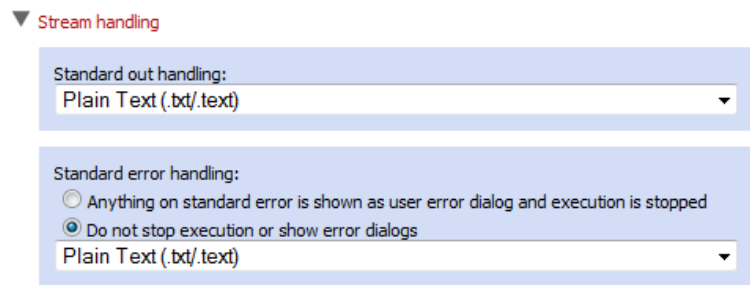 Stream handling
Standard out handling:
Plain Text (.txt/.text)
Standard error handling:
Anything on standard error is shown as user error dialog and execution is stopped
Do not stop execution or show error dialogs
Plain Text (.txt/.text)